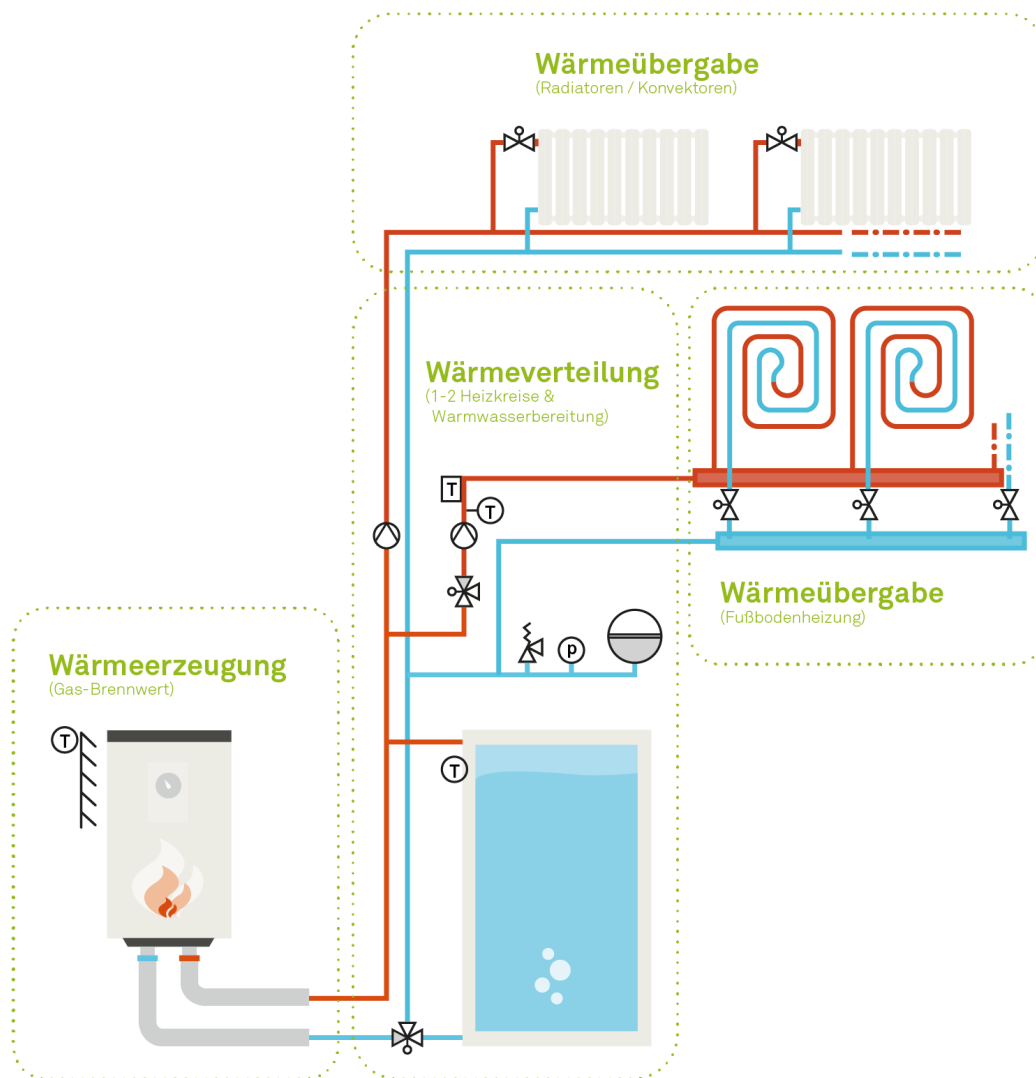 Wärmeübergabe
(Radiatoren / Konvektoren)
Wärmeverteilung
(1-2 Heizkreise &
Warmwasserbereitung)
T
T
Wärmeübergabe
(Fußbodenheizung)
p
Wärmeerzeugung
(Gas-Brennwert)
T
T